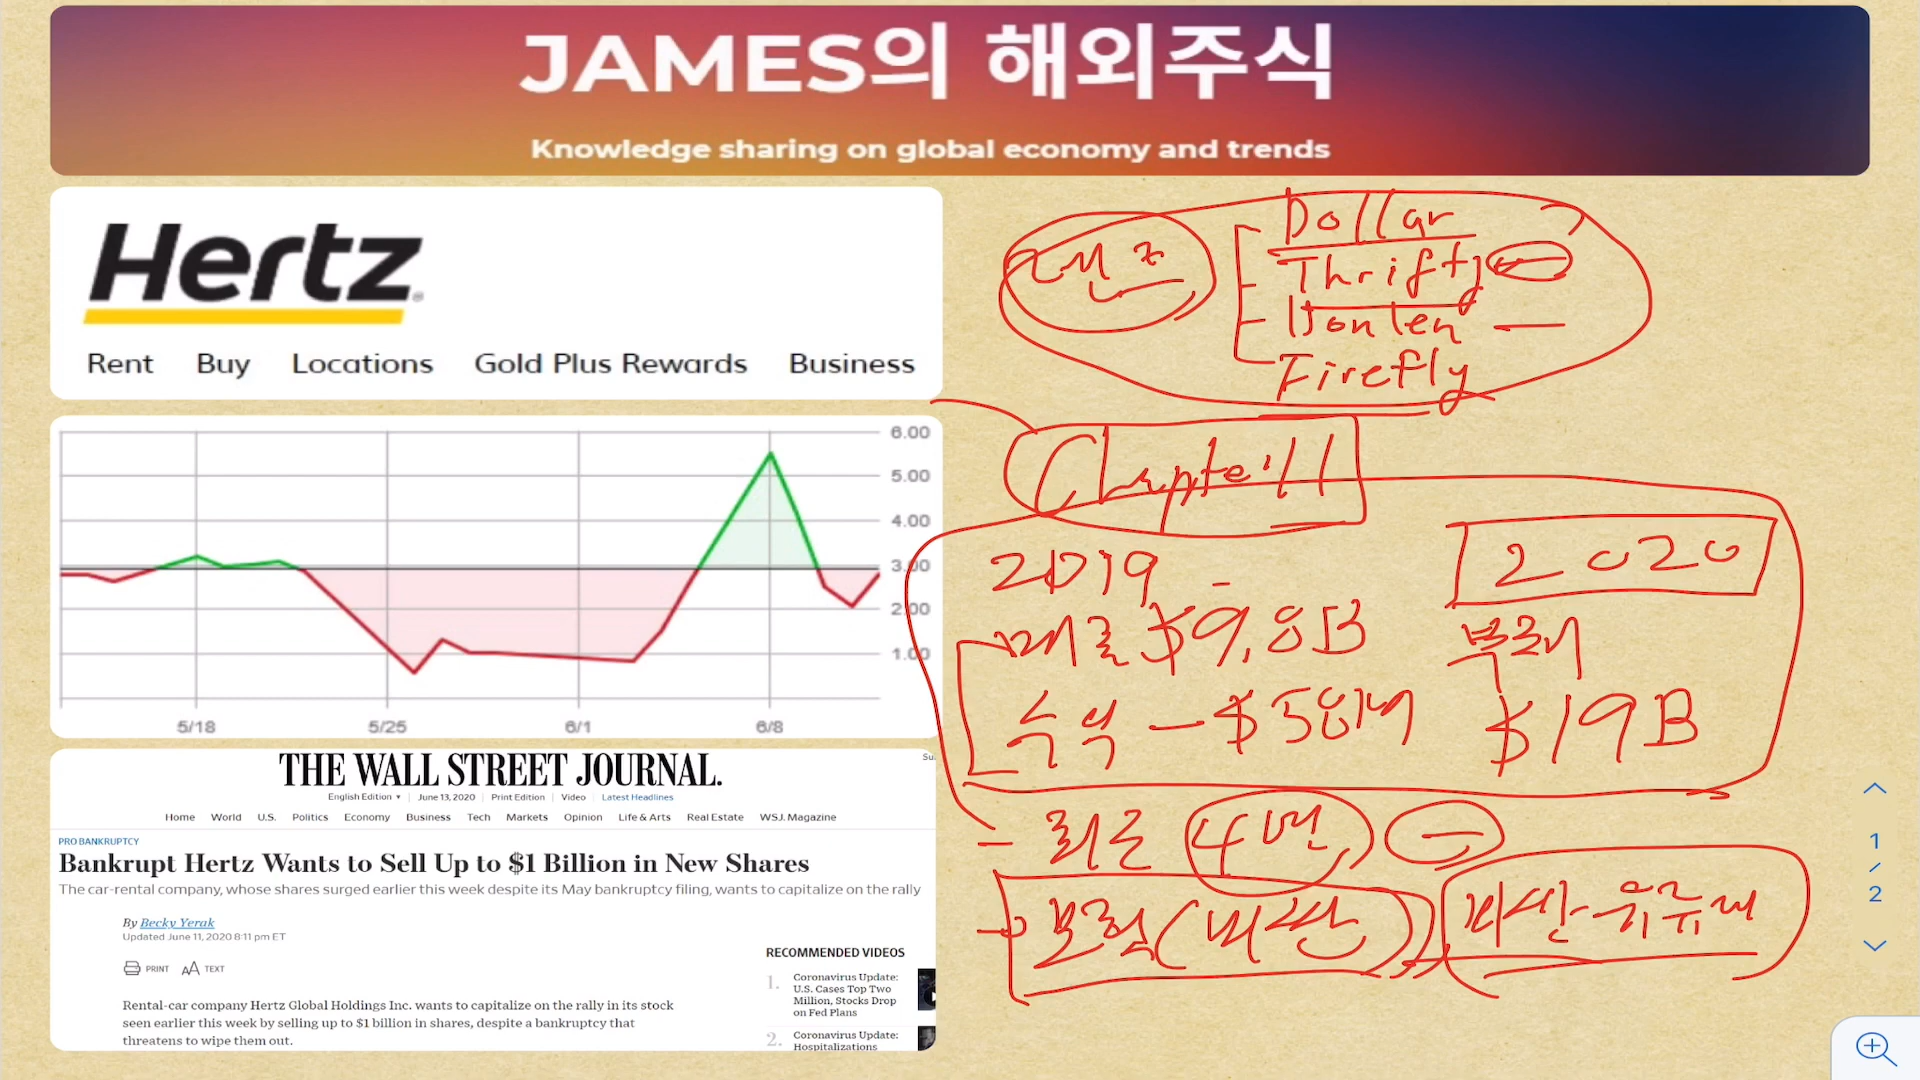 JAMES의 해외주식
Knowledge sharing on global economy and trends
Hertz
Rent Buy Locations Gold Plus Rewards Business
6.00
5.00
4.00
3.00
2.00
1.00
5/18 5/25 6/1 6/8
THE WALL STREET JOURNAL.
English Edition ▾ | June 13, 2020 | Print Edition | Video | Latest Headlines
Home World U.S. Politics Economy Business Tech Markets Opinion Life & Arts Real Estate WSJ. Magazine
PRO BANKRUPTCY
Bankrupt Hertz Wants to Sell Up to $1 Billion in New Shares
The car-rental company, whose shares surged earlier this week despite its May bankruptcy filing, wants to capitalize on the rally
By Becky Yerak
Updated June 11, 2020 8:11 pm ET
PRINT AA TEXT
Rental-car company Hertz Global Holdings Inc. wants to capitalize on the rally in its stock
seen earlier this week by selling up to $1 billion in shares, despite a bankruptcy that
threatens to wipe them out.
RECOMMENDED VIDEOS
1. Coronavirus Update:
U.S. Cases Top Two
Million, Stocks Drop
on Fed Plans
2. Coronavirus Update:
Hospitalizations
Dollar
Thrifty
Donlen
Firefly
Chapter 11
2019
2020
매출 $9.8B
부채
수익 - $58M
$19B
- 최근 4번
1
/
2